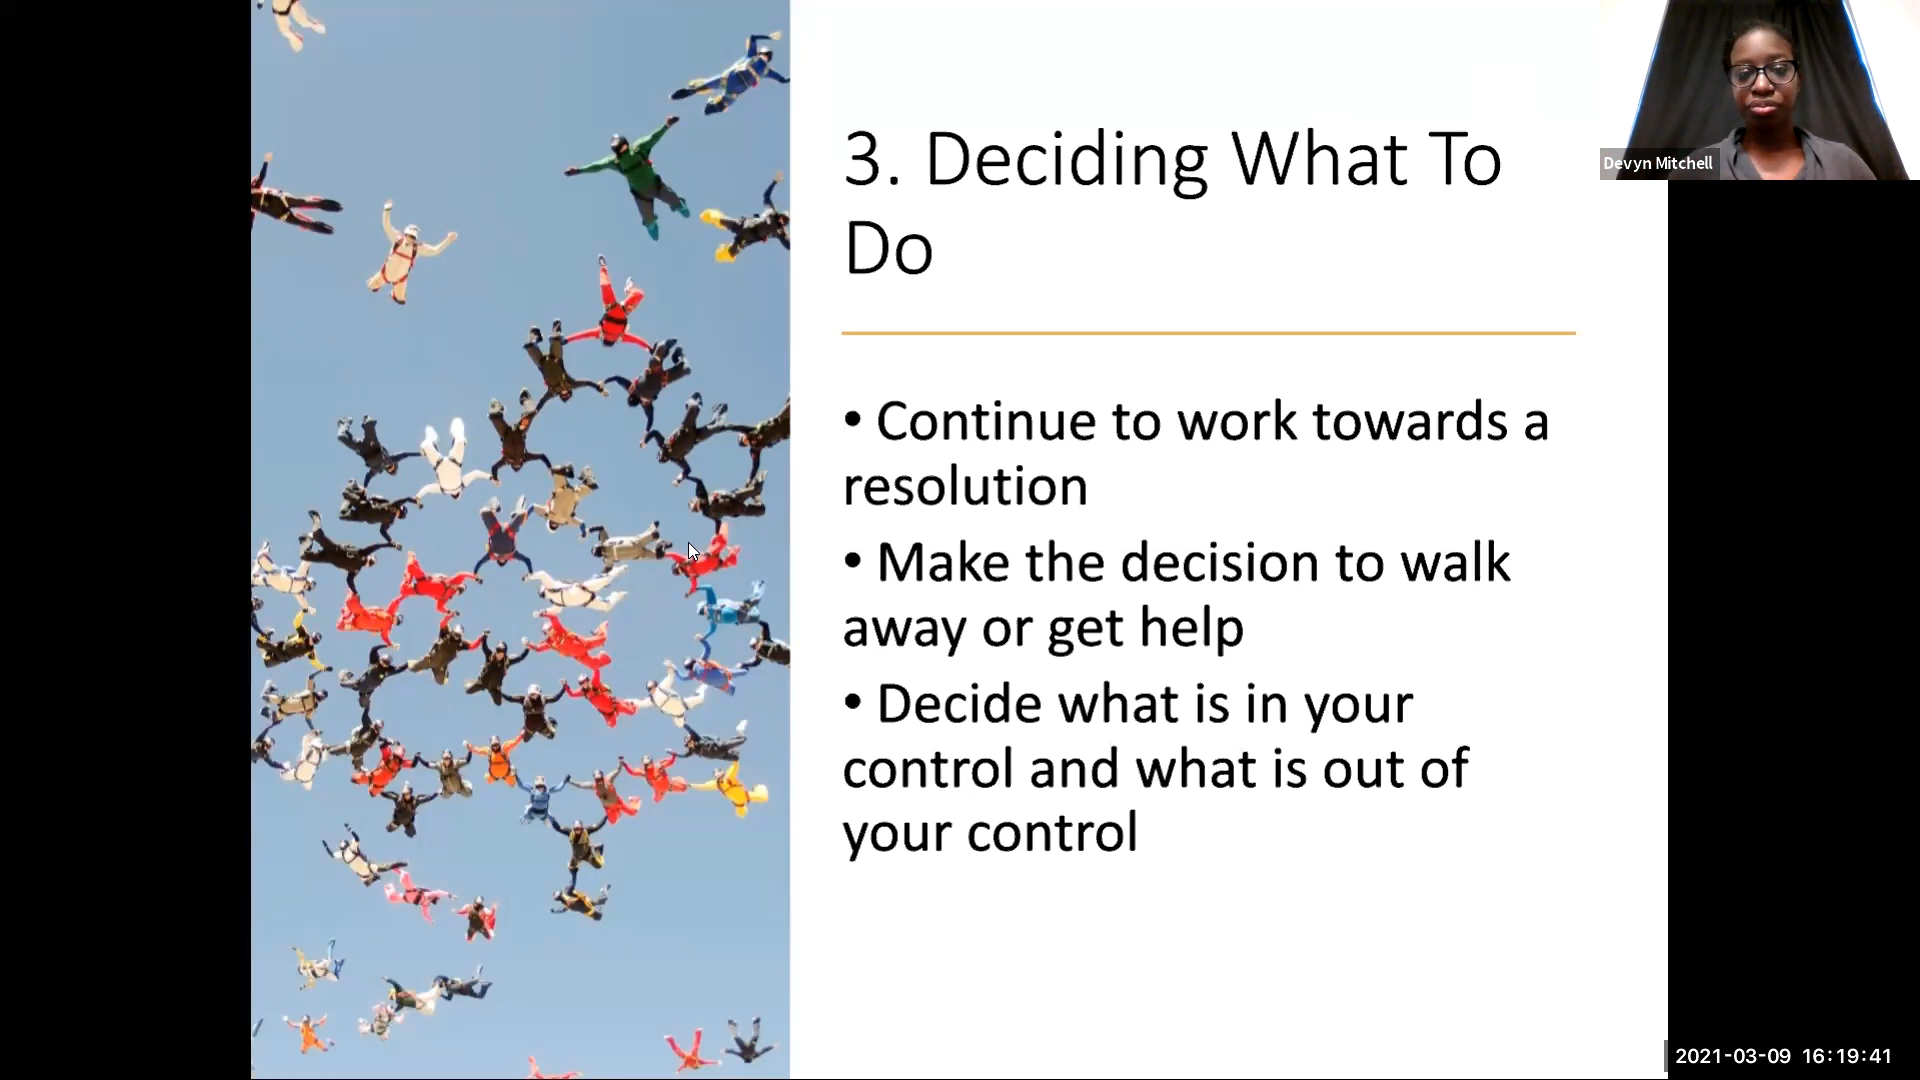 3. Deciding What To
Do
Devyn Mitchell
• Continue to work towards a
resolution
• Make the decision to walk
away or get help
• Decide what is in your
control and what is out of
your control
2021-03-09 16:19:41